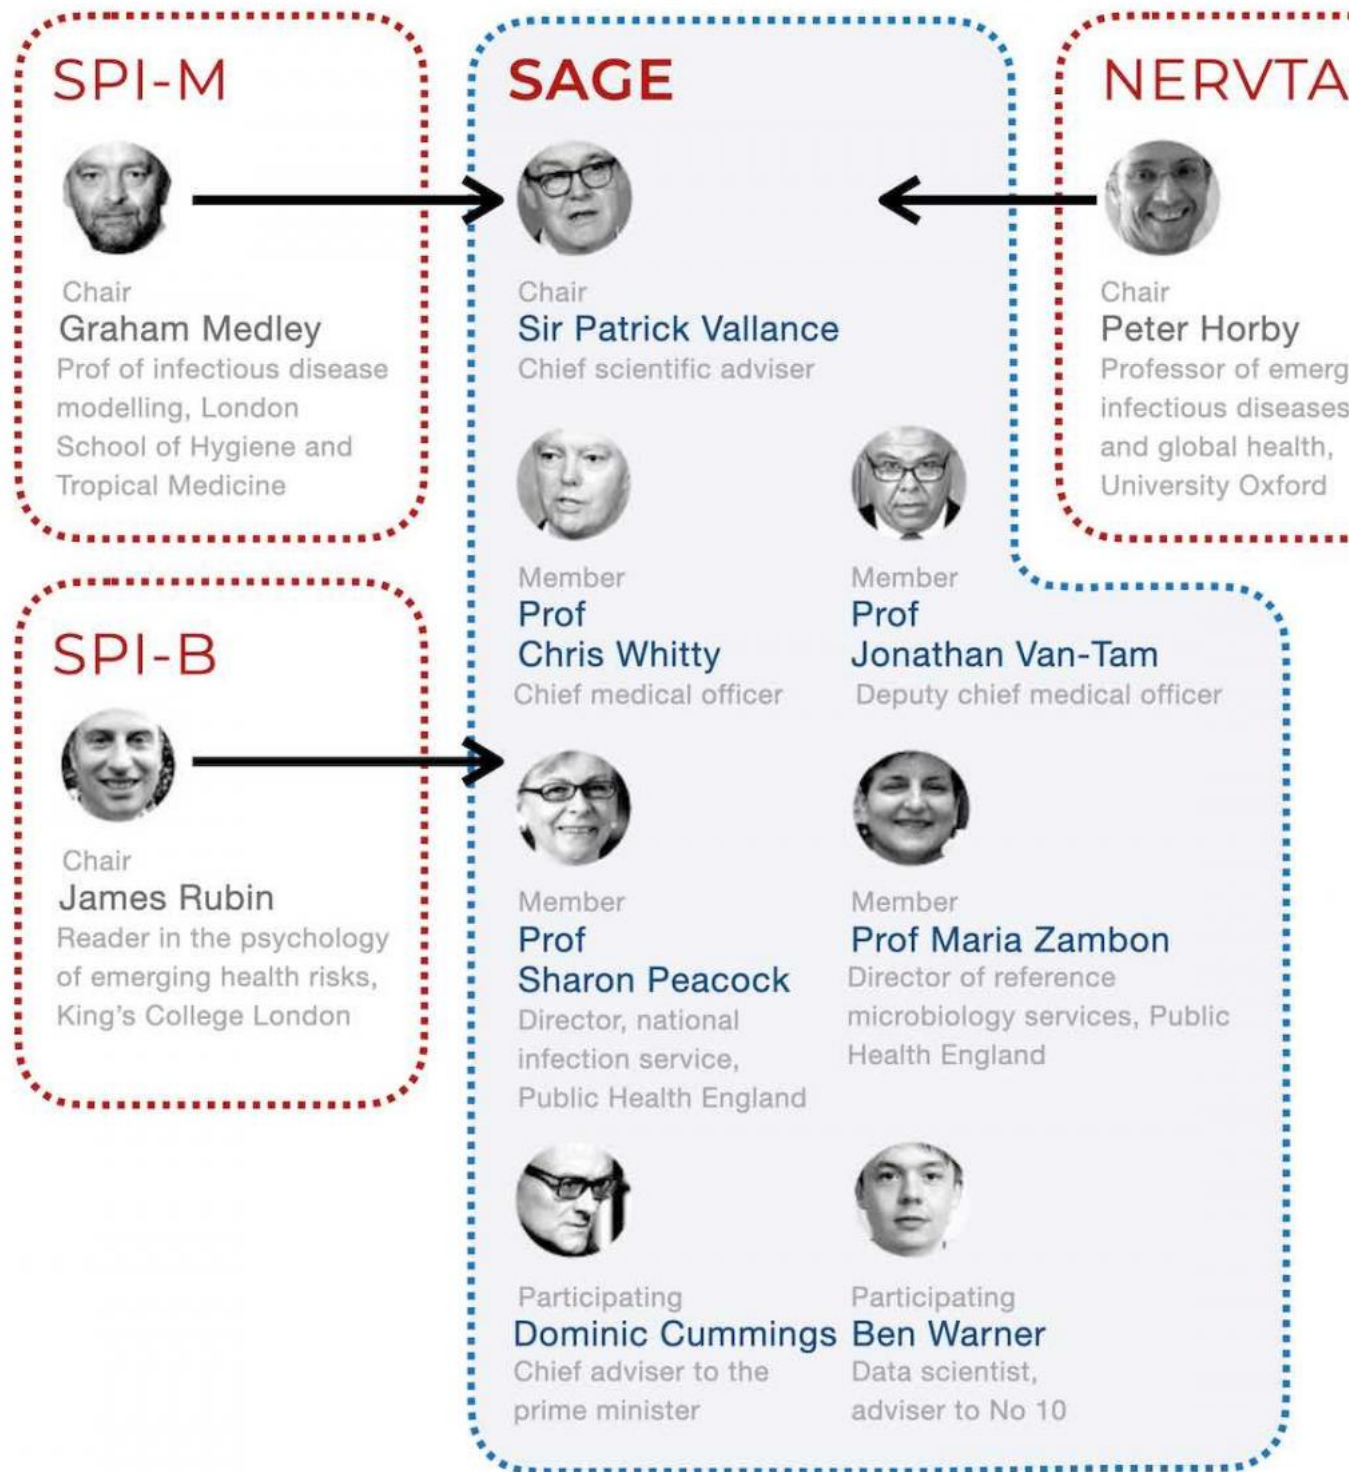 SPI-M
Chair
Graham Medley
Prof of infectious disease
modelling, London
School of Hygiene and
Tropical Medicine
SPI-B
Chair
James Rubin
Reader in the psychology
of emerging health risks,
King's College London
SAGE
Chair
Sir Patrick Vallance
Chief scientific adviser
Member
Prof
Chris Whitty
Chief medical officer
Member
Prof
Jonathan Van-Tam
Deputy chief medical officer
Member
Prof
Sharon Peacock
Director, national
infection service,
Public Health England
Member
Prof Maria Zambon
Director of reference
microbiology services, Public
Health England
Participating
Dominic Cummings
Chief adviser to the
prime minister
Participating
Ben Warner
Data scientist,
adviser to No 10
NERVTA
Chair
Peter Horby
Professor of emerg
infectious diseases
and global health,
University Oxford